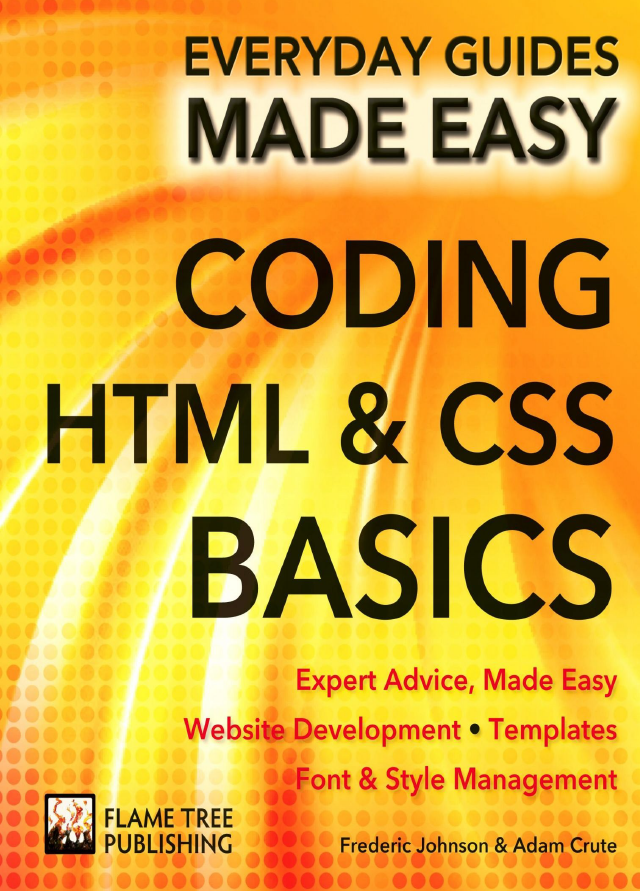 EVERYDAY GUIDES
MADE EASY
CODING
HTML & CSS
BASICS
Expert Advice, Made Easy
Website Development • Templates
Font & Style Management
FLAME TREE
PUBLISHING
Frederic Johnson & Adam Crute